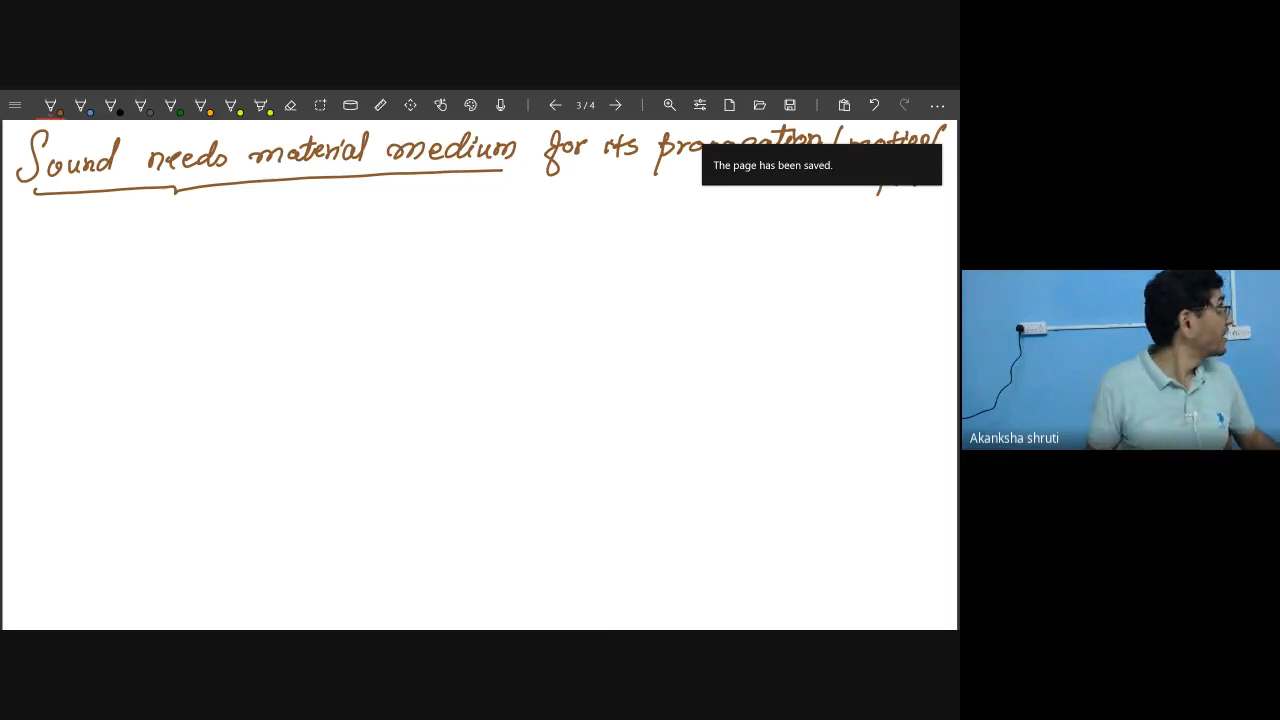 3 / 4
Sound needs material medium for its propagation /
The page has been saved.
Akanksha shruti